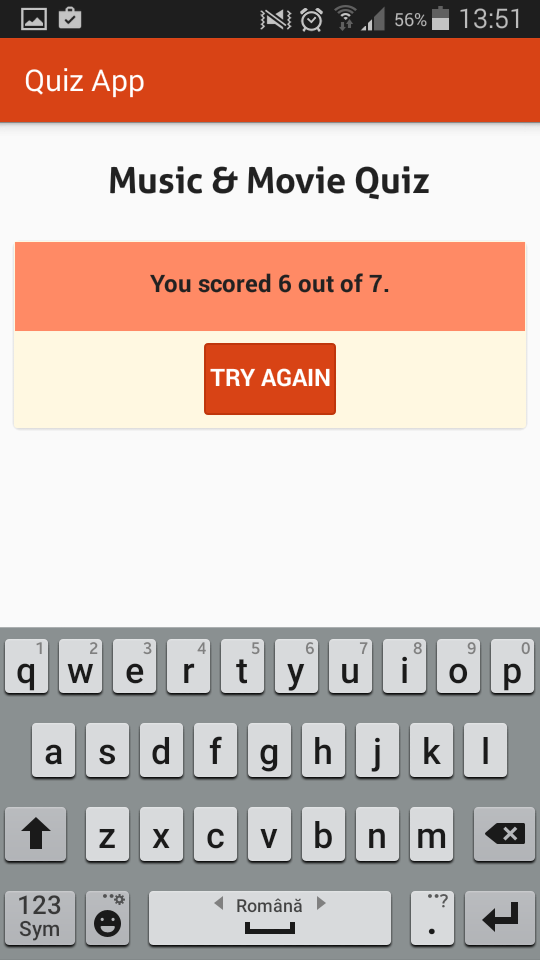 56% 13:51
Quiz App
Music & Movie Quiz
You scored 6 out of 7.
TRY AGAIN
1 2 3 4 5 6 7 8 9 0
q w e r t y u i o p
a s d f g h j k l
z x c v b n m
123
Sym
Română
?
.